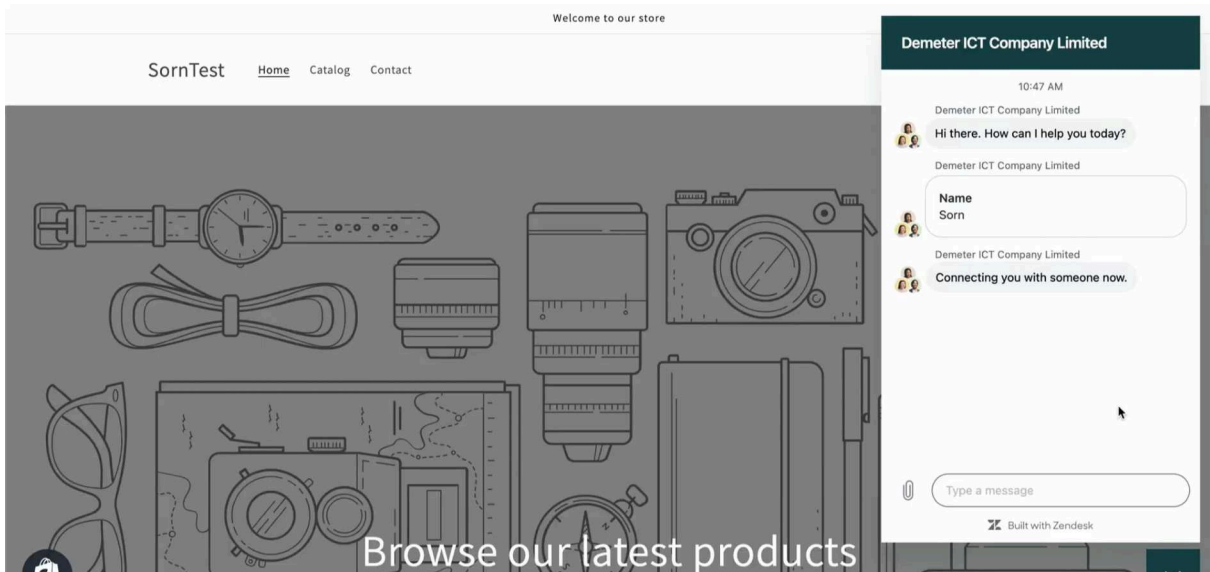 Welcome to our store
SornTest
Home Catalog Contact
Browse our latest products
Demeter ICT Company Limited
10:47 AM
Demeter ICT Company Limited
Hi there. How can I help you today?
Demeter ICT Company Limited
Name
Sorn
Demeter ICT Company Limited
Connecting you with someone now.
Type a message
Built with Zendesk